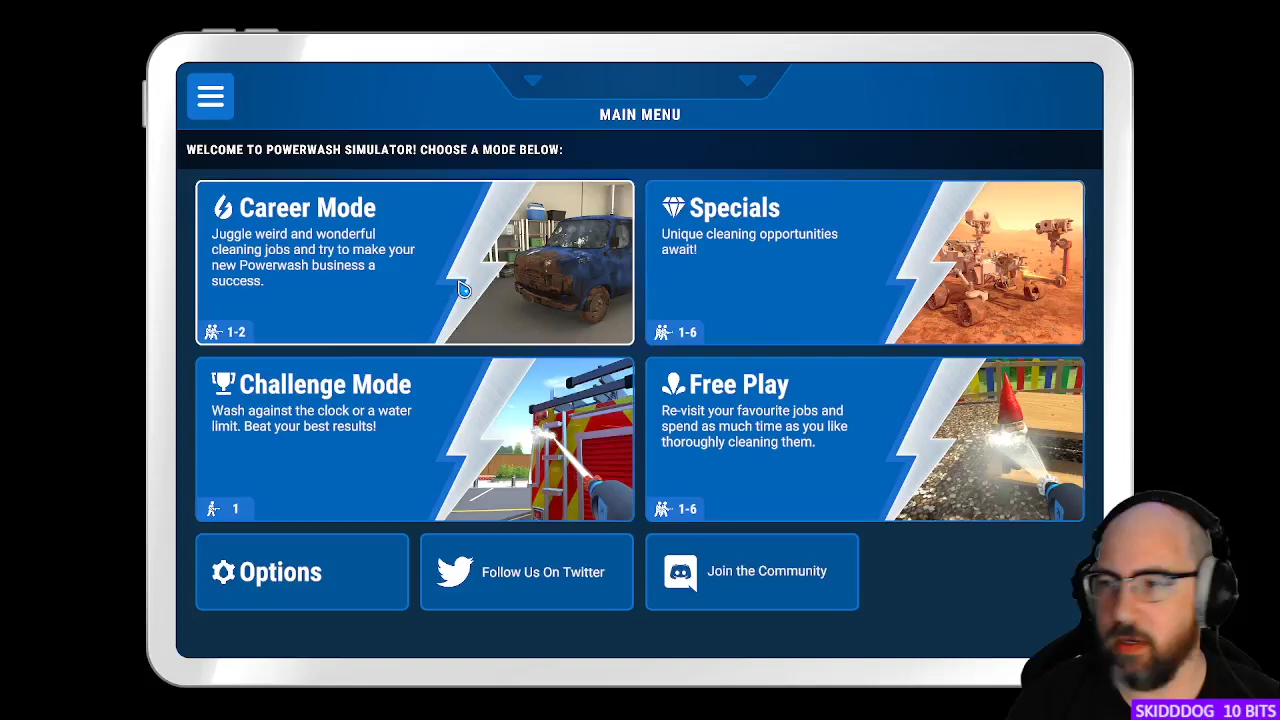 MAIN MENU
WELCOME TO POWERWASH SIMULATOR! CHOOSE A MODE BELOW:
Career Mode
Juggle weird and wonderful
cleaning jobs and try to make your
new Powerwash business a
success.
1-2
Specials
Unique cleaning opportunities
await!
1-6
Challenge Mode
Wash against the clock or a water
limit. Beat your best results!
1
Free Play
Re-visit your favourite jobs and
spend as much time as you like
thoroughly cleaning them.
1-6
Options
Follow Us On Twitter
Join the Community
SKIDDDOG 10 BITS